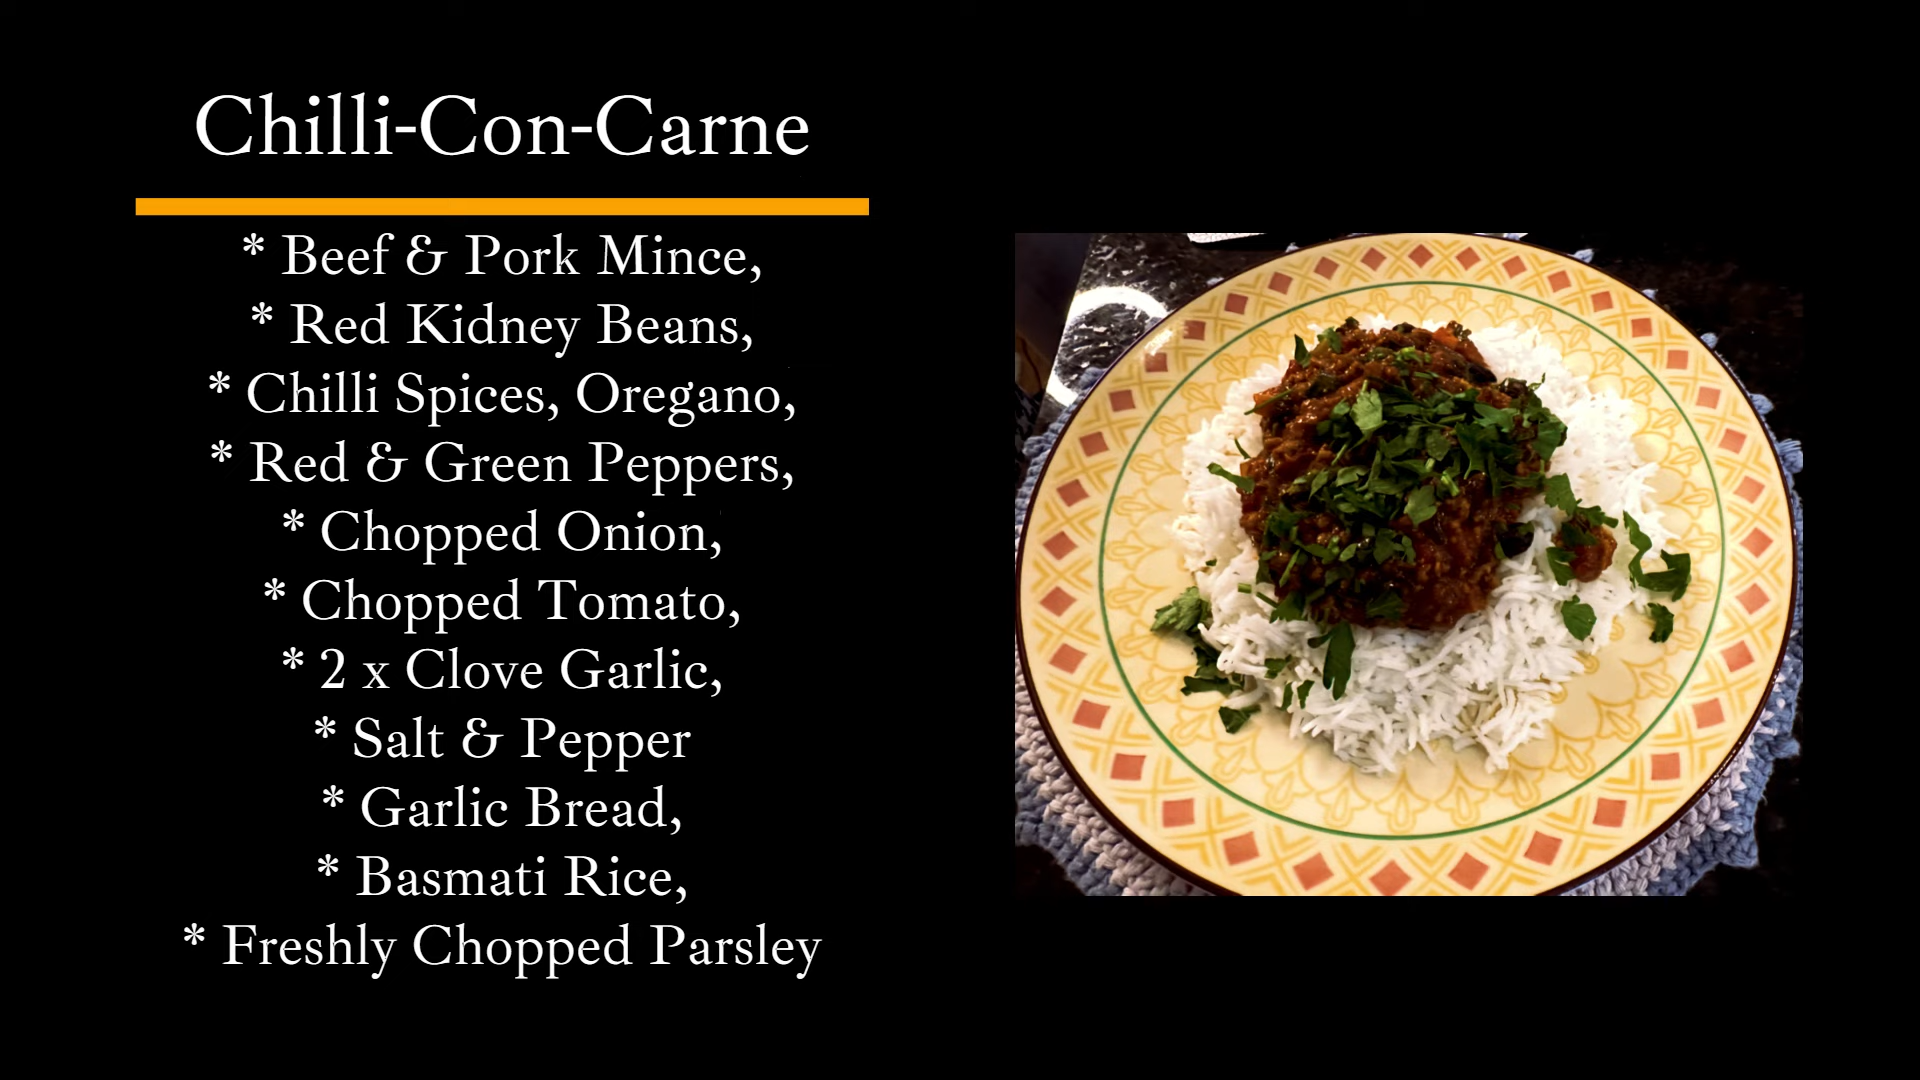 Chilli-Con-Carne
* Beef & Pork Mince,
* Red Kidney Beans,
* Chilli Spices, Oregano,
* Red & Green Peppers,
* Chopped Onion,
* Chopped Tomato,
* 2 x Clove Garlic,
* Salt & Pepper
* Garlic Bread,
* Basmati Rice,
* Freshly Chopped Parsley